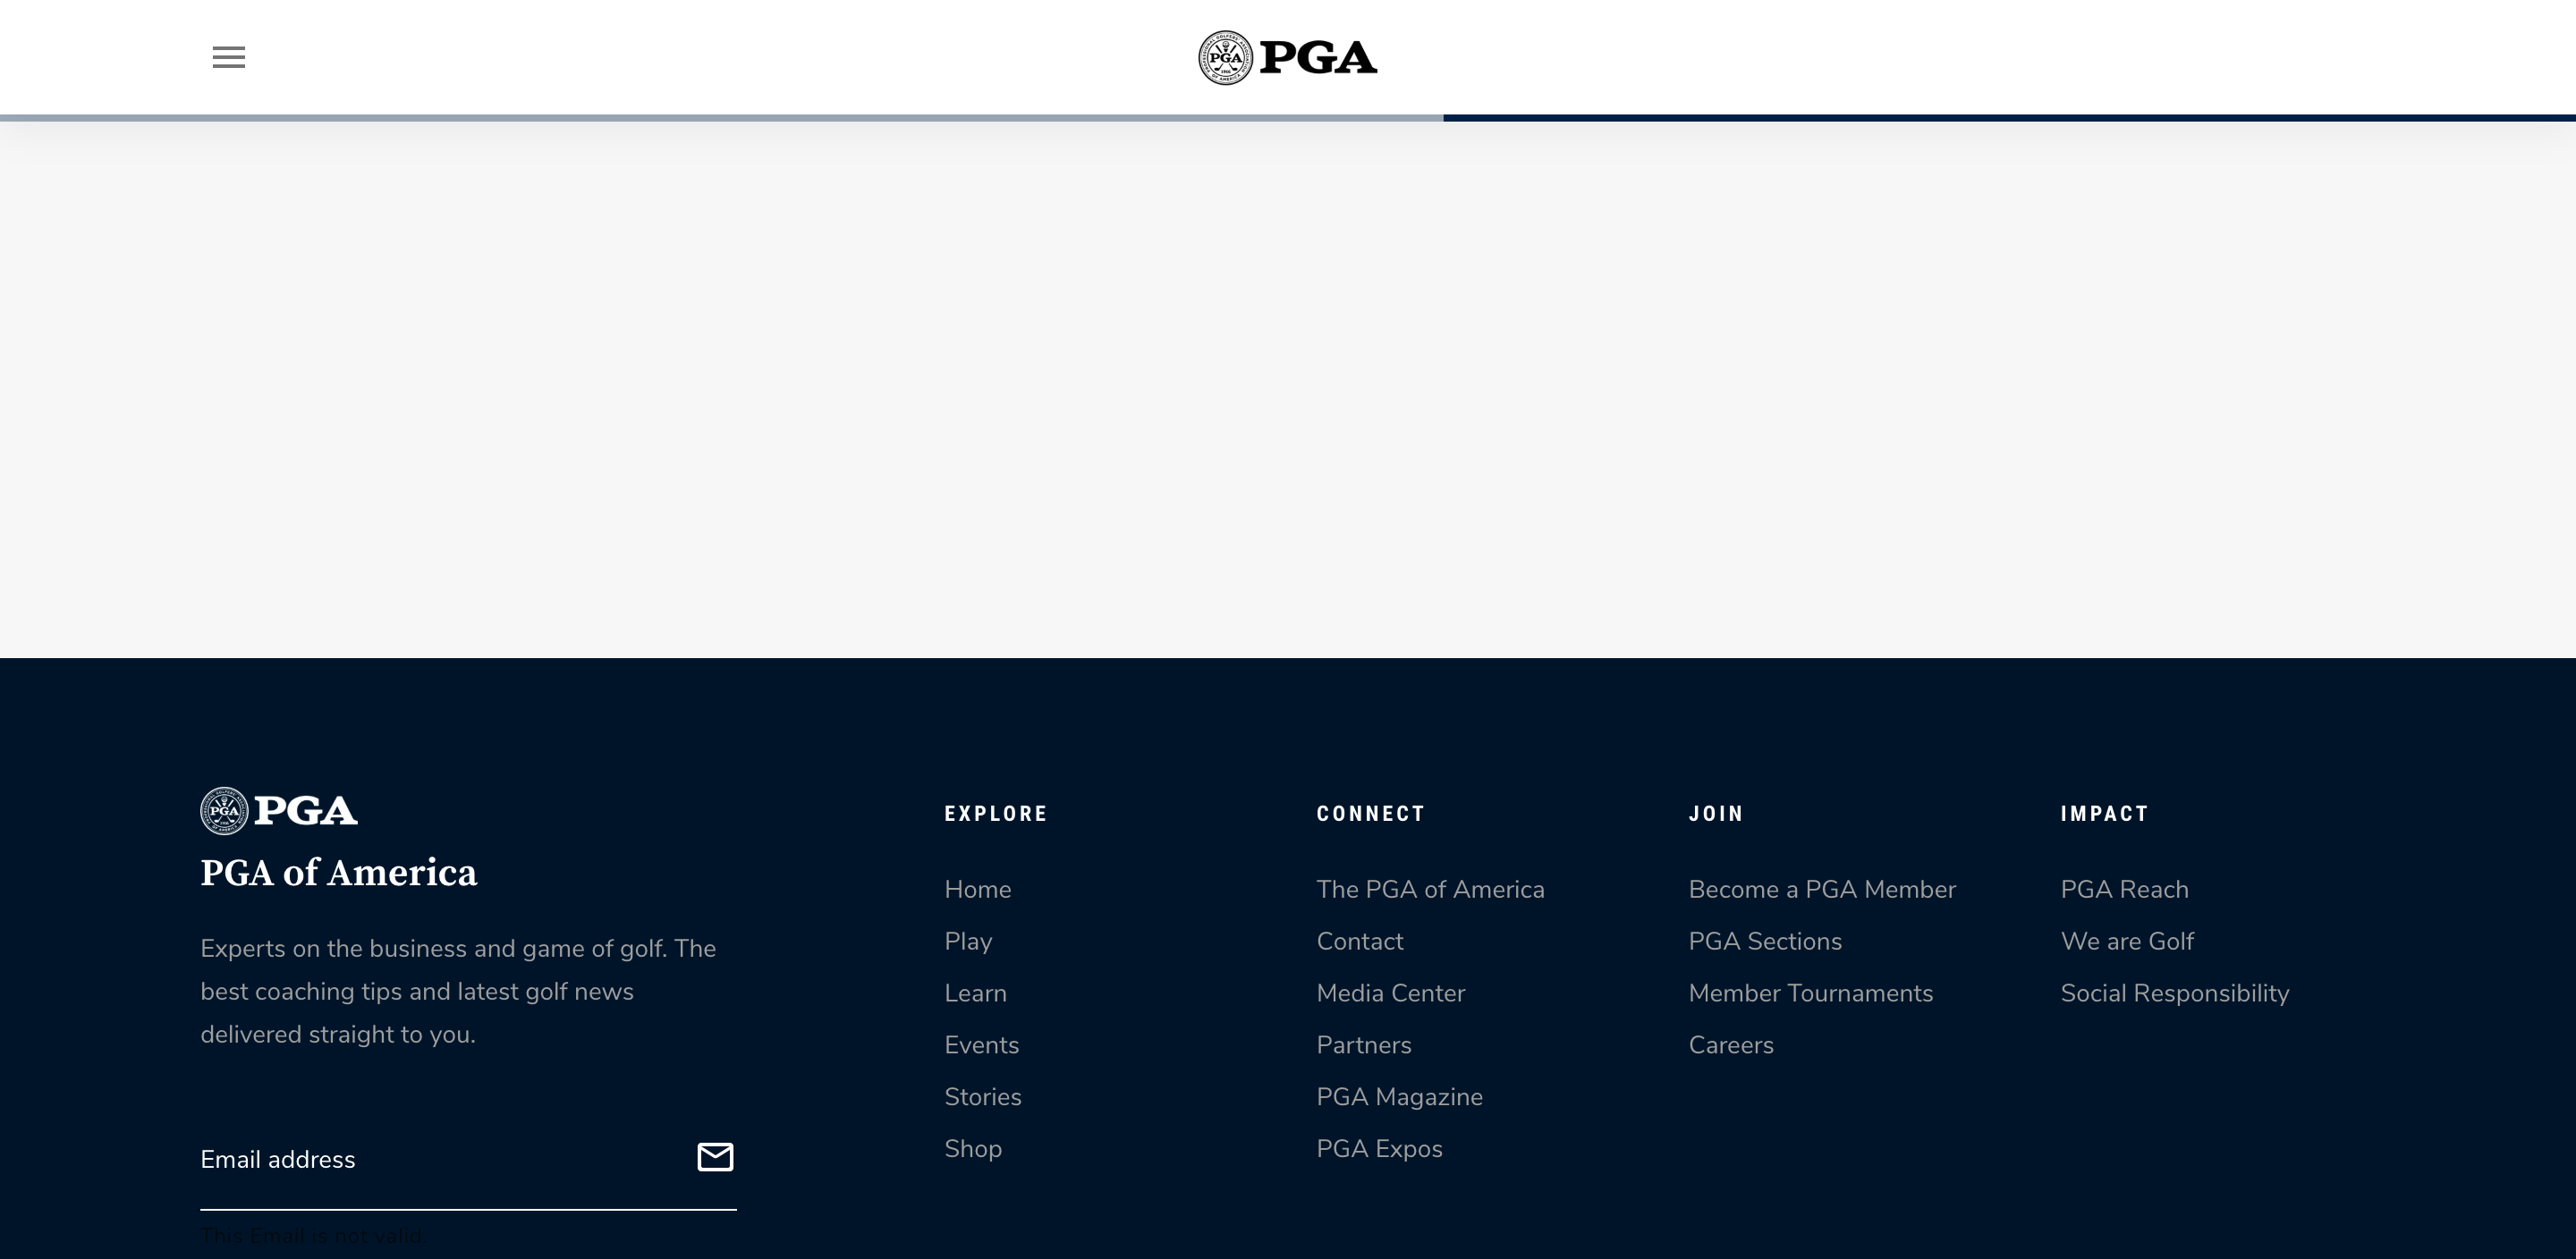 PGA
PGA
PGA
PGA
PGA of America
Experts on the business and game of golf. The
best coaching tips and latest golf news
delivered straight to you.
Email address
This Email is not valid.
EXPLORE
Home
Play
Learn
Events
Stories
Shop
CONNECT
The PGA of America
Contact
Media Center
Partners
PGA Magazine
PGA Expos
JOIN
Become a PGA Member
PGA Sections
Member Tournaments
Careers
IMPACT
PGA Reach
We are Golf
Social Responsibility